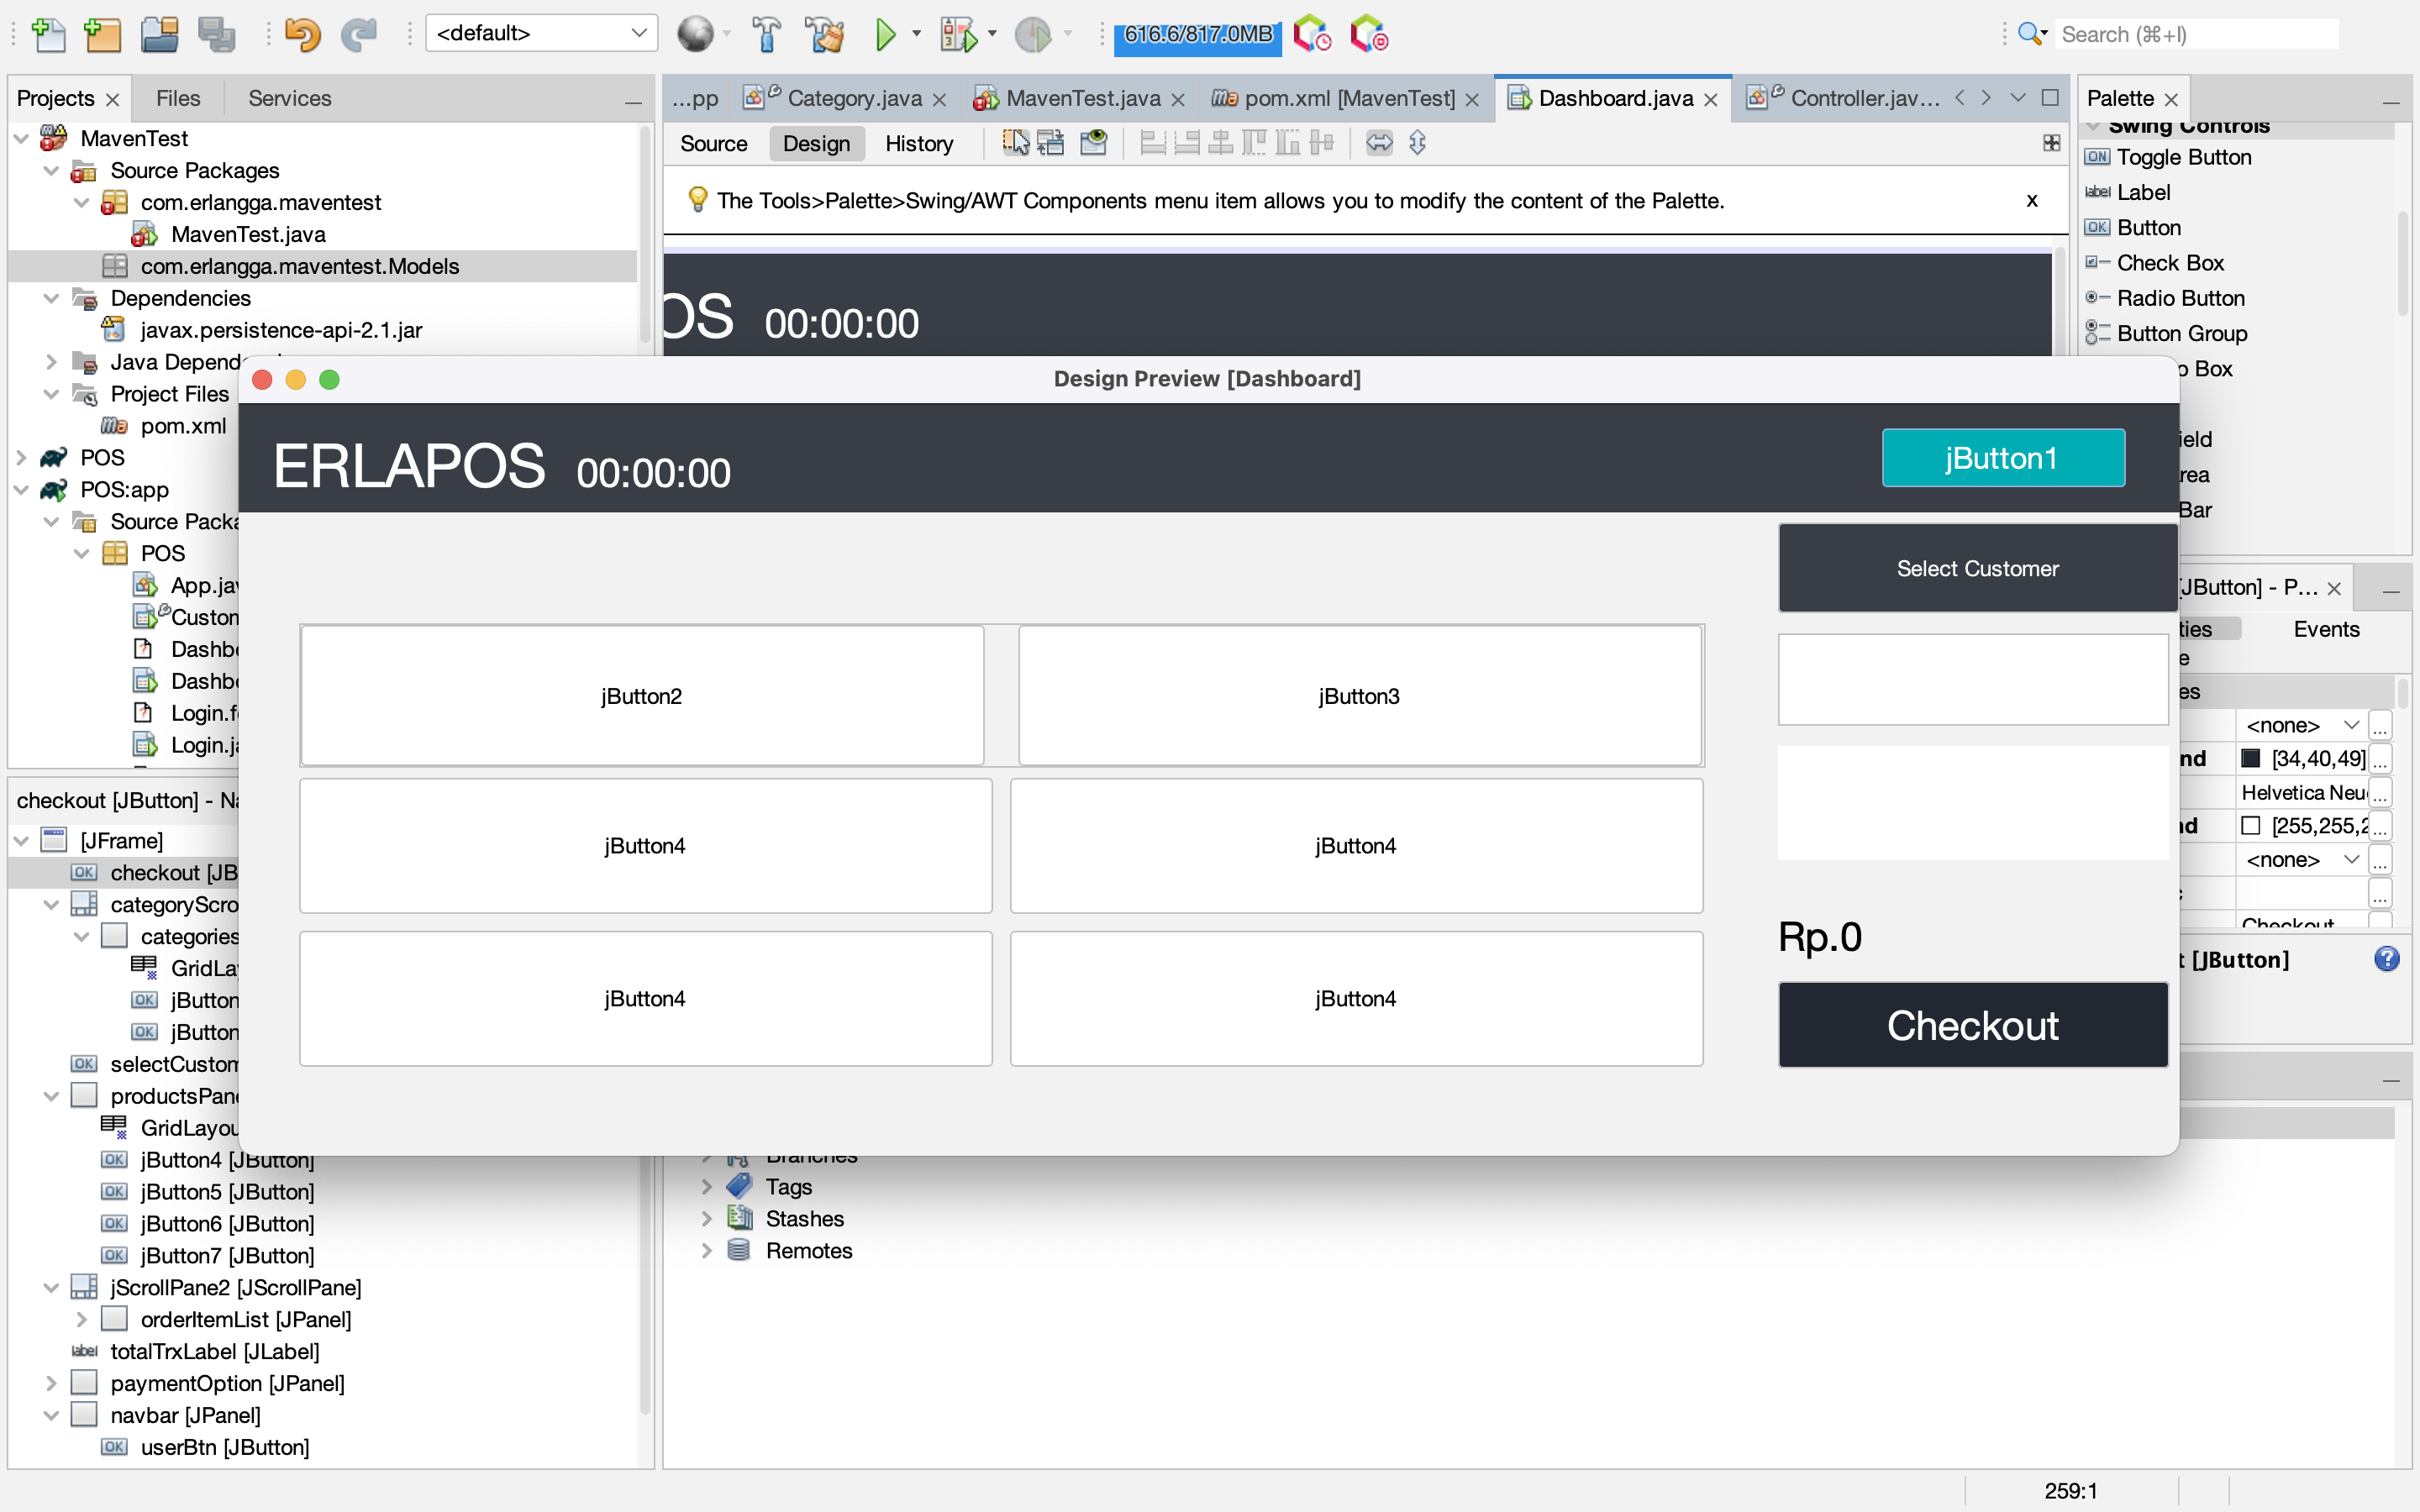 <default>
616.6/817.0MB
Search (⌘+I)
Projects
Files
Services
...pp
Category.java
MavenTest.java
pom.xml [MavenTest]
Dashboard.java
Controller.jav...
Palette
Source
Design
History
The Tools>Palette>Swing/AWT Components menu item allows you to modify the content of the Palette.
x
MavenTest
Source Packages
com.erlangga.maventest
MavenTest.java
com.erlangga.maventest.Models
Dependencies
javax.persistence-api-2.1.jar
Java Depend
Project Files
pom.xml
POS
POS:app
Source Packa
POS
App.jav
Custom
Dashbo
Dashbo
Login.fo
Login.ja
OS 00:00:00
Swing Controls
Toggle Button
Label
Button
Check Box
Radio Button
Button Group
o Box
ield
rea
Bar
Design Preview [Dashboard]
ERLAPOS 00:00:00
jButton1
Select Customer
jButton2
jButton3
jButton4
jButton4
jButton4
jButton4
Rp.0
Checkout
[JButton] - P...
ties
Events
e
es
<none>
...
nd
[34,40,49]
...
Helvetica Neu
...
nd
[255,255,2
...
<none>
...
...
Checkout
t [JButton]
checkout [JButton] - Na
[JFrame]
checkout [JB
categoryScro
categories
GridLay
jButton
jButton
selectCustom
productsPane
GridLayou
jButton4 [JButton]
jButton5 [JButton]
jButton6 [JButton]
jButton7 [JButton]
jScrollPane2 [JScrollPane]
orderItemList [JPanel]
totalTrxLabel [JLabel]
paymentOption [JPanel]
navbar [JPanel]
userBtn [JButton]
Branches
Tags
Stashes
Remotes
259:1